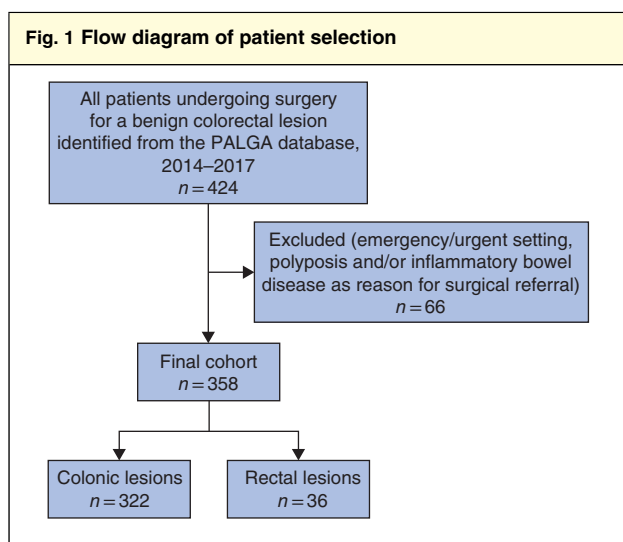 Fig. 1 Flow diagram of patient selection
All patients undergoing surgery
for a benign colorectal lesion
identified from the PALGA database,
2014–2017
n = 424
Excluded (emergency/urgent setting,
polyposis and/or inflammatory bowel
disease as reason for surgical referral)
n = 66
Final cohort
n = 358
Colonic lesions
n = 322
Rectal lesions
n = 36